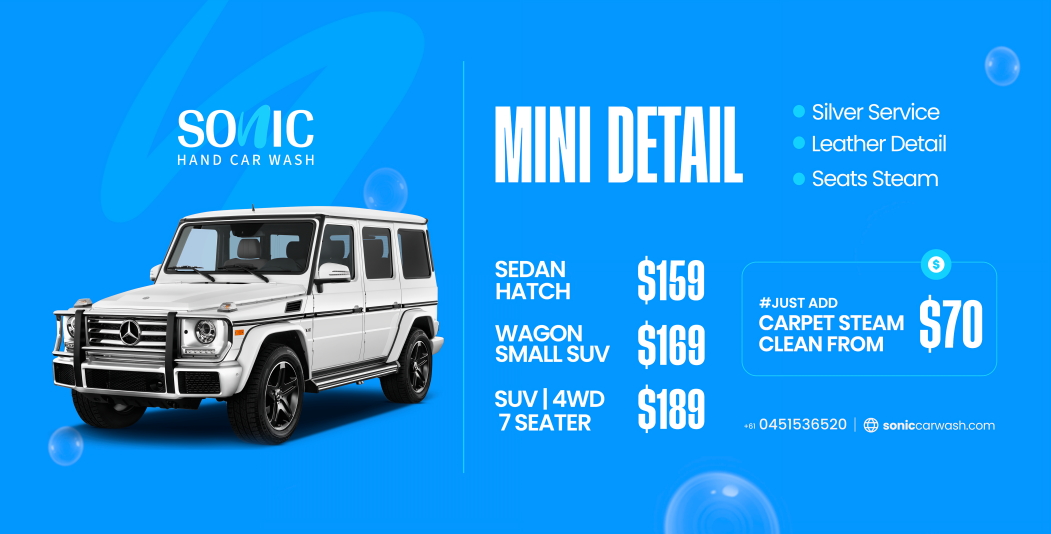 SONIC
HAND CAR WASH
MINI DETAIL
Silver Service
Leather Detail
Seats Steam
SEDAN
HATCH
$159
WAGON
SMALL SUV
$169
SUV | 4WD
7 SEATER
$189
#JUST ADD
CARPET STEAM
CLEAN FROM
$70
+61 0451536520 | soniccarwash.com